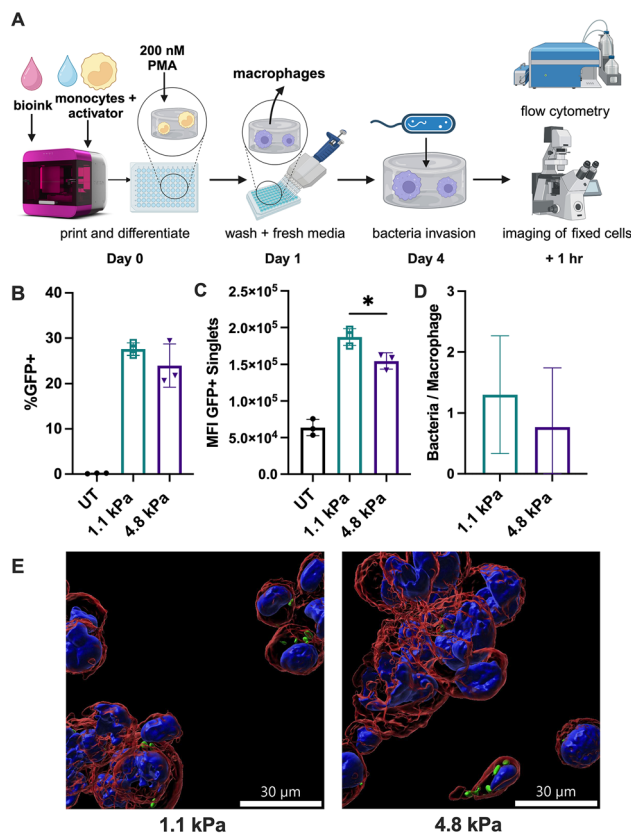 A
200 nM
PMA
monocytes +
activator
bioink
macrophages
flow cytometry
print and differentiate
wash + fresh media
bacteria invasion
imaging of fixed cells
Day 0
Day 1
Day 4
+ 1 hr
B
%GFP+
40
30
20
10
0
UT
1.1 kPa
4.8 kPa
C
MFI GFP+ Singlets
2.5×10⁵
2.0×10⁵
1.5×10⁵
1.0×10⁵
5.0×10⁴
0.0
*
UT
1.1 kPa
4.8 kPa
D
Bacteria / Macrophage
3
2
1
0
1.1 kPa
4.8 kPa
E
30 μm
30 μm
1.1 kPa
4.8 kPa